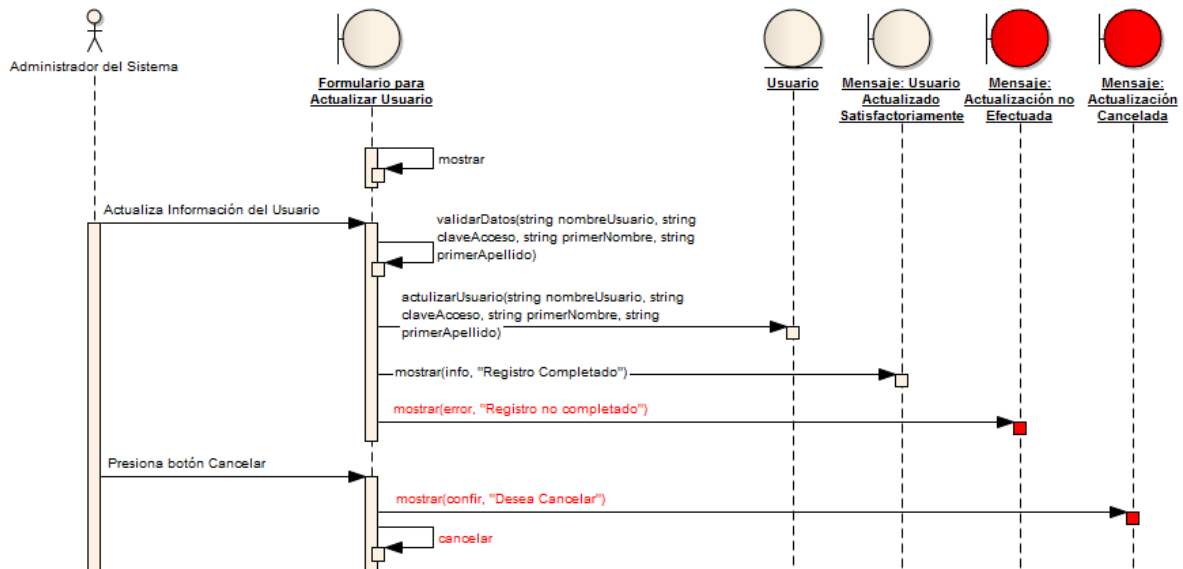 Administrador del Sistema
Formulario para
Actualizar Usuario
Usuario
Mensaje: Usuario
Actualizado
Satisfactoriamente
Mensaje:
Actualización no
Efectuada
Mensaje:
Actualización
Cancelada
mostrar
Actualiza Información del Usuario
validarDatos(string nombreUsuario, string
claveAcceso, string primerNombre, string
primerApellido)
actulizarUsuario(string nombreUsuario, string
claveAcceso, string primerNombre, string
primerApellido)
mostrar(info, "Registro Completado")
mostrar(error, "Registro no completado")
Presiona botón Cancelar
mostrar(confir, "Desea Cancelar")
cancelar